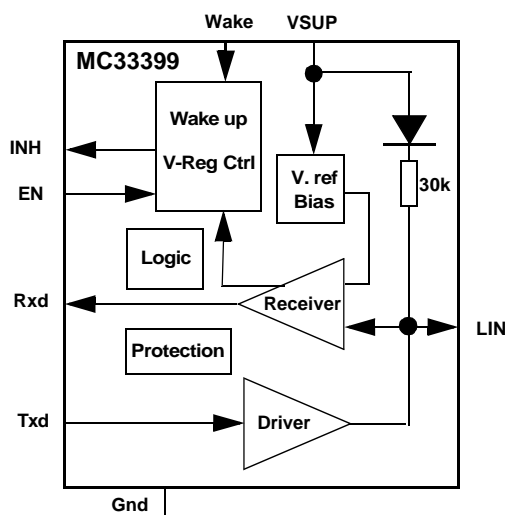 Wake VSUP
MC33399
Wake up
V-Reg Ctrl
INH
EN
V. ref
Bias
30k
Logic
Rxd
Receiver
LIN
Protection
Txd
Driver
Gnd